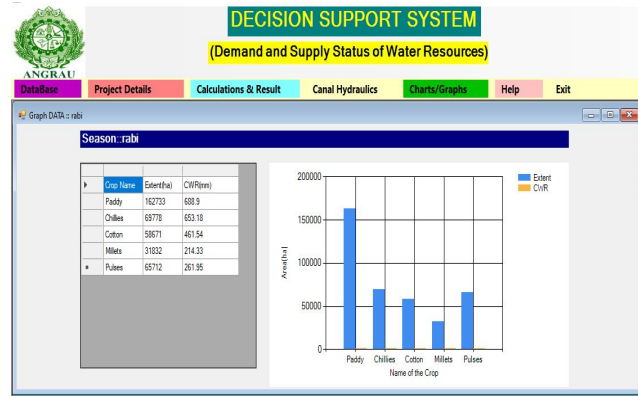 DECISION SUPPORT SYSTEM
(Demand and Supply Status of Water Resources)
ANGRAU
DataBase Project Details Calculations & Result Canal Hydraulics Charts/Graphs Help Exit
Graph DATA :: rabi
Season::rabi
Crop Name Extent(ha) CWR(mm)
Paddy 162733 688.9
Chillies 69778 653.18
Cotton 58671 461.54
Millets 31832 214.33
Pulses 65712 261.95
200000
150000
100000
50000
0
Area[ha]
Paddy Chillies Cotton Millets Pulses
Name of the Crop
Extent
CWR